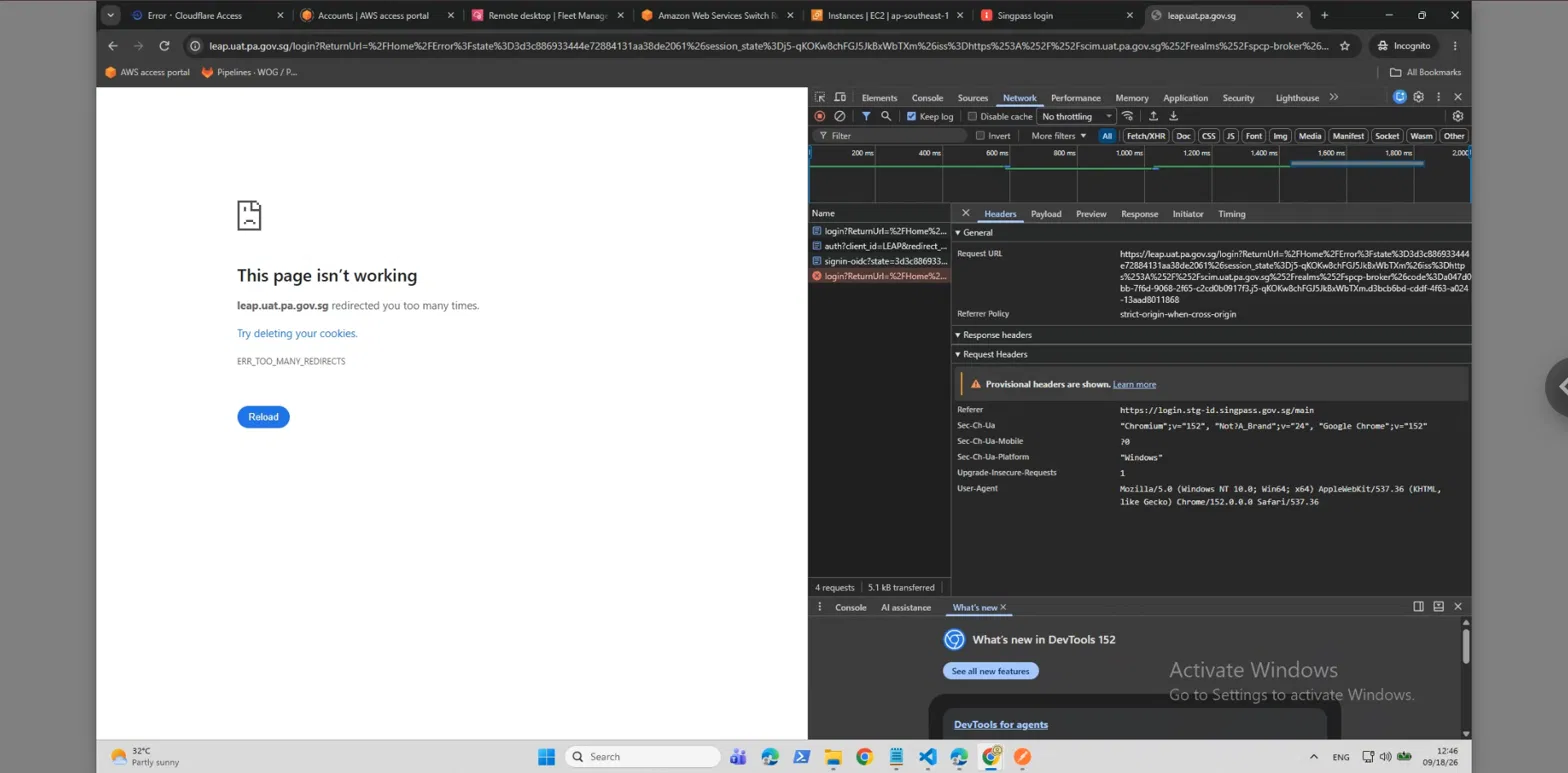 Error · Cloudflare Access
Accounts | AWS access portal
Remote desktop | Fleet Manage
Amazon Web Services Switch R
Instances | EC2 | ap-southeast-1
Singpass login
leap.uat.pa.gov.sg
leap.uat.pa.gov.sg/login?ReturnUrl=%2FHome%2FError%3Fstate%3D3d3c886933444e72884131aa38de2061%26session_state%3Dj5-qKOKw8chFGJ5JkBxWbTXm%26iss%3Dhttps%253A%252F%252Fscim.uat.pa.gov.sg%252Frealms%252Fspcp-broker%26...
Incognito
AWS access portal
Pipelines · WOG / P...
All Bookmarks
This page isn't working
leap.uat.pa.gov.sg redirected you too many times.
Try deleting your cookies.
ERR_TOO_MANY_REDIRECTS
Reload
Elements Console Sources Network Performance Memory Application Security Lighthouse
Keep log Disable cache No throttling
Filter Invert More filters All Fetch/XHR Doc CSS JS Font Img Media Manifest Socket Wasm Other
200 ms 400 ms 600 ms 800 ms 1,000 ms 1,200 ms 1,400 ms 1,600 ms 1,800 ms 2,000
Name
login?ReturnUrl=%2FHome%2...
auth?client_id=LEAP&redirect_...
signin-oidc?state=3d3c886933...
login?ReturnUrl=%2FHome%2...
Headers Payload Preview Response Initiator Timing
General
Request URL
https://leap.uat.pa.gov.sg/login?ReturnUrl=%2FHome%2FError%3Fstate%3D3d3c886933444
e72884131aa38de2061%26session_state%3Dj5-qKOKw8chFGJ5JkBxWbTXm%26iss%3Dhttp
s%253A%252F%252Fscim.uat.pa.gov.sg%252Frealms%252Fspcp-broker%26code%3Da047d0
bb-7f6d-9068-2f65-c2cd0b0917f3.j5-qKOKw8chFGJ5JkBxWbTXm.d3bcb6bd-cddf-4f63-a024
-13aad8011868
Referrer Policy
strict-origin-when-cross-origin
Response headers
Request Headers
Provisional headers are shown. Learn more
Referer
https://login.stg-id.singpass.gov.sg/main
Sec-Ch-Ua
"Chromium";v="152", "Not?A_Brand";v="24", "Google Chrome";v="152"
Sec-Ch-Ua-Mobile
?0
Sec-Ch-Ua-Platform
"Windows"
Upgrade-Insecure-Requests
1
User-Agent
Mozilla/5.0 (Windows NT 10.0; Win64; x64) AppleWebKit/537.36 (KHTML,
like Gecko) Chrome/152.0.0.0 Safari/537.36
4 requests 5.1 kB transferred
Console AI assistance What's new
What's new in DevTools 152
See all new features
DevTools for agents
Activate Windows
Go to Settings to activate Windows.
32°C
Partly sunny
Search
ENG
12:46
09/18/26